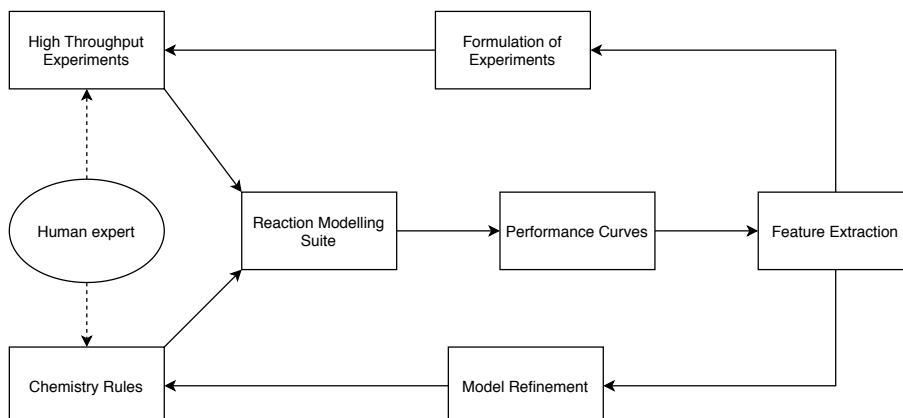 High Throughput
Experiments
Formulation of
Experiments
Human expert
Reaction Modelling
Suite
Performance Curves
Feature Extraction
Chemistry Rules
Model Refinement